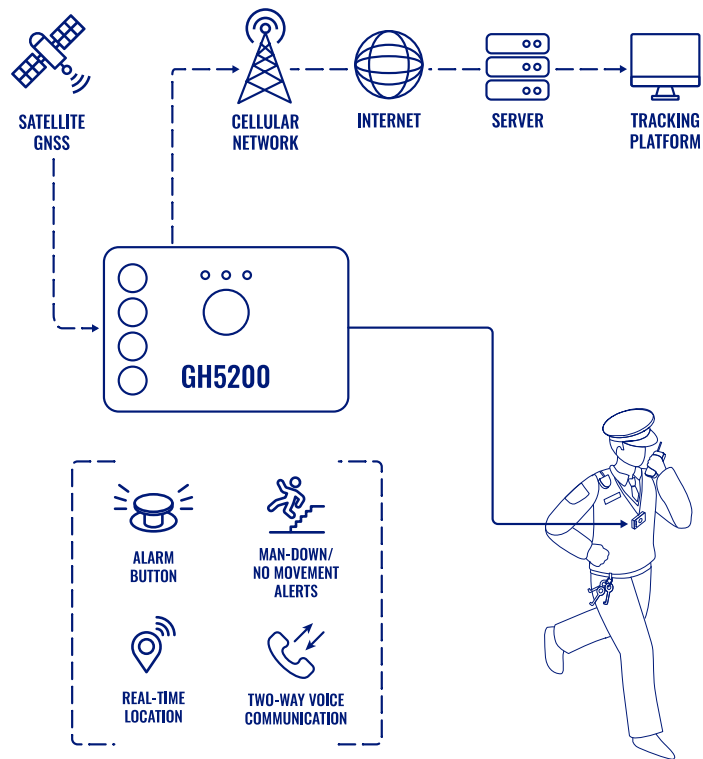 SATELLITE
GNSS
CELLULAR
NETWORK
INTERNET
SERVER
TRACKING
PLATFORM
GH5200
ALARM
BUTTON
MAN-DOWN/
NO MOVEMENT
ALERTS
REAL-TIME
LOCATION
TWO-WAY VOICE
COMMUNICATION